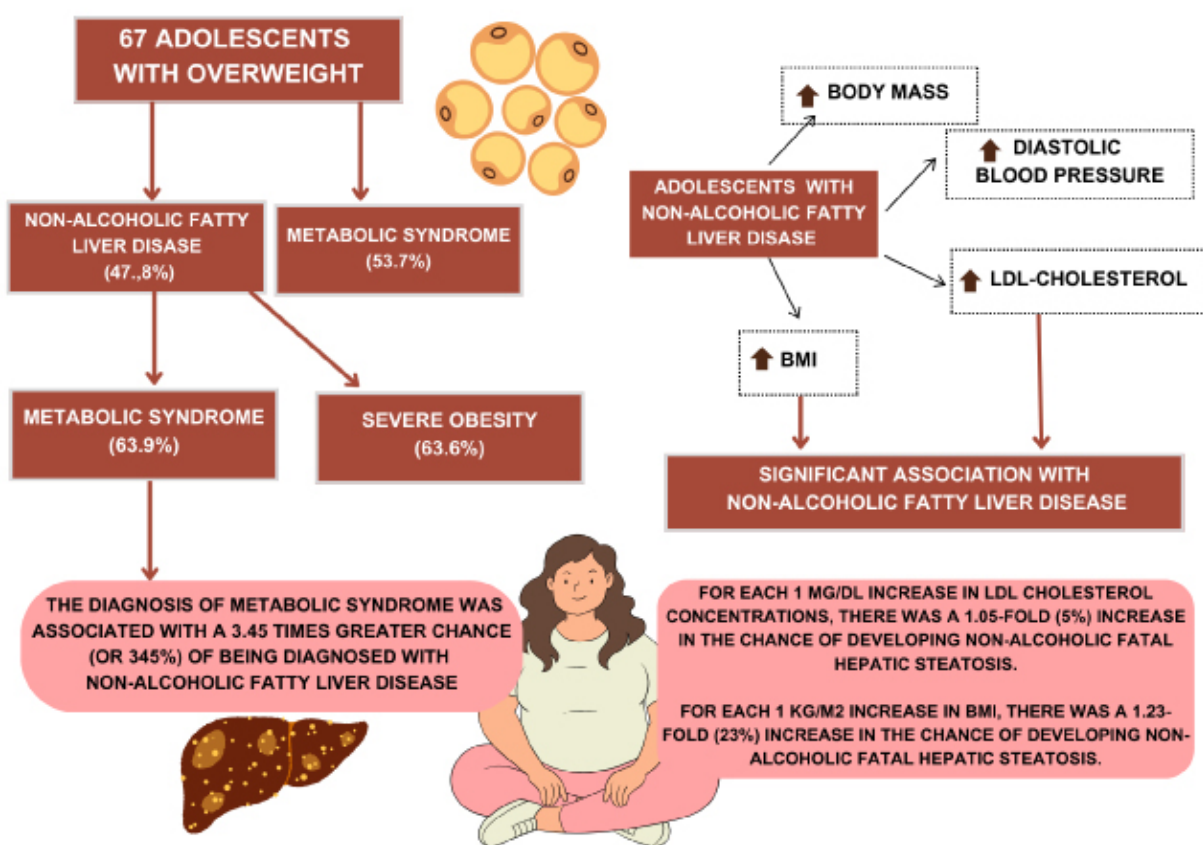 67 ADOLESCENTS
WITH OVERWEIGHT
NON-ALCOHOLIC FATTY
LIVER DISASE
(47.,8%)
METABOLIC SYNDROME
(53.7%)
METABOLIC SYNDROME
(63.9%)
SEVERE OBESITY
(63.6%)
THE DIAGNOSIS OF METABOLIC SYNDROME WAS
ASSOCIATED WITH A 3.45 TIMES GREATER CHANCE
(OR 345%) OF BEING DIAGNOSED WITH
NON-ALCOHOLIC FATTY LIVER DISEASE
BODY MASS
DIASTOLIC
BLOOD PRESSURE
ADOLESCENTS WITH
NON-ALCOHOLIC FATTY
LIVER DISASE
LDL-CHOLESTEROL
BMI
SIGNIFICANT ASSOCIATION WITH
NON-ALCOHOLIC FATTY LIVER DISEASE
FOR EACH 1 MG/DL INCREASE IN LDL CHOLESTEROL
CONCENTRATIONS, THERE WAS A 1.05-FOLD (5%) INCREASE
IN THE CHANCE OF DEVELOPING NON-ALCOHOLIC FATAL
HEPATIC STEATOSIS.
FOR EACH 1 KG/M2 INCREASE IN BMI, THERE WAS A 1.23-
FOLD (23%) INCREASE IN THE CHANCE OF DEVELOPING NON-
ALCOHOLIC FATAL HEPATIC STEATOSIS.